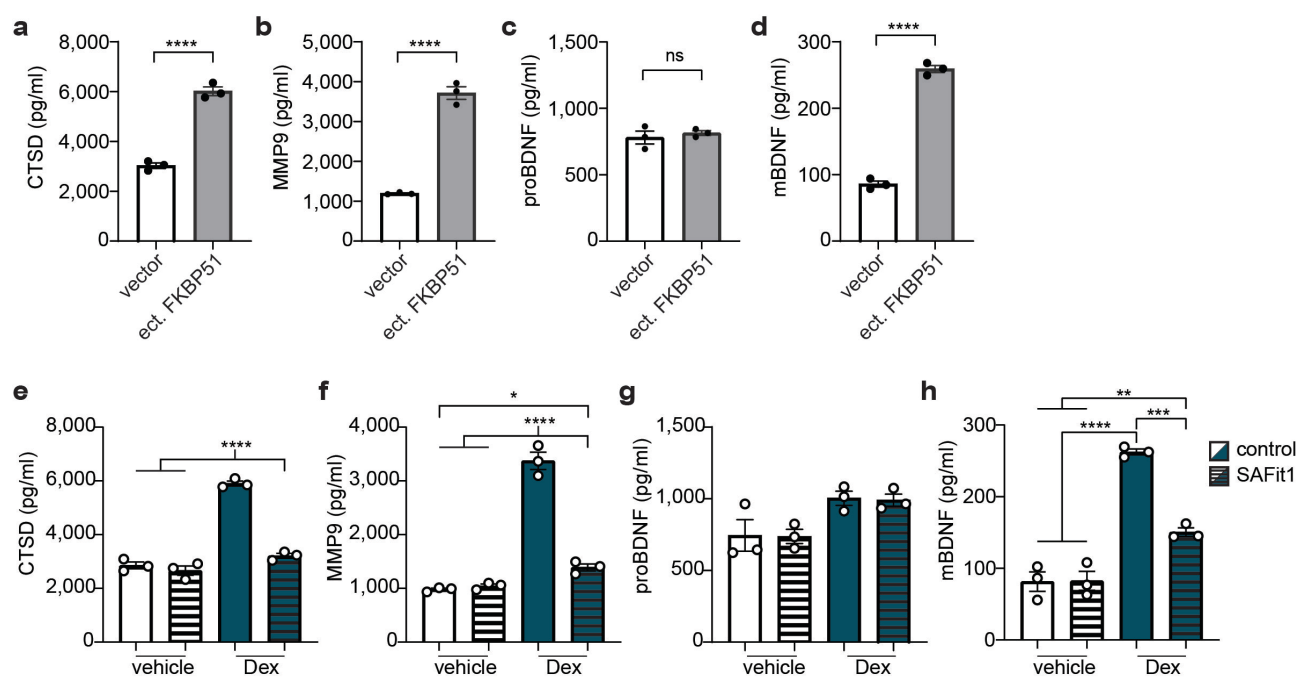 a
CTSD (pg/ml)
8,000
6,000
4,000
2,000
0
****
vector
ect. FKBP51
b
MMP9 (pg/ml)
5,000
4,000
3,000
2,000
1,000
0
****
vector
ect. FKBP51
c
proBDNF (pg/ml)
1,500
1,000
500
0
ns
vector
ect. FKBP51
d
mBDNF (pg/ml)
300
200
100
0
****
vector
ect. FKBP51
e
CTSD (pg/ml)
8,000
6,000
4,000
2,000
0
****
vehicle Dex
f
MMP9 (pg/ml)
4,000
3,000
2,000
1,000
0
*
****
vehicle Dex
g
proBDNF (pg/ml)
1,500
1,000
500
0
vehicle Dex
h
mBDNF (pg/ml)
300
200
100
0
**
***
****
vehicle Dex
control
SAFit1